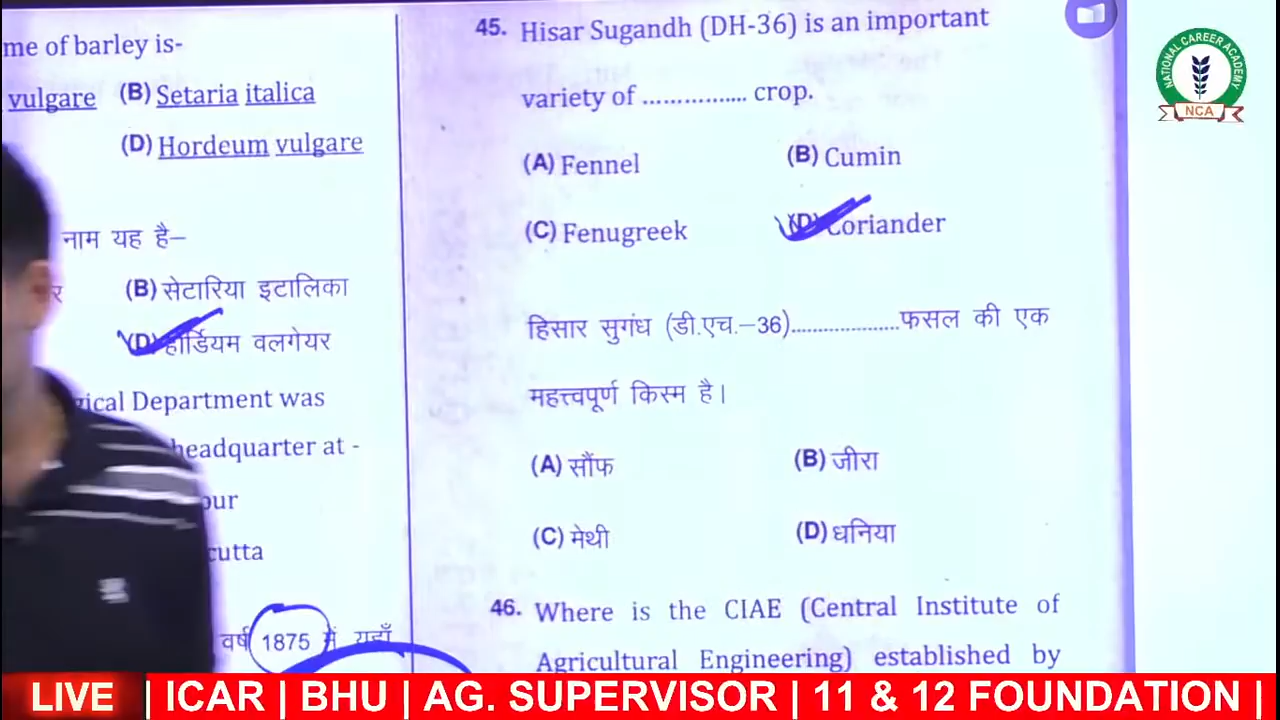 me of barley is-
vulgare (B) Setaria italica
(D) Hordeum vulgare
नाम यह है–
(B) सेटारिया इटालिका
(D) हॉर्डियम वलगेयर
gical Department was
headquarter at -
pur
cutta
वर्ष 1875 में यहाँ
45. Hisar Sugandh (DH-36) is an important
variety of ................ crop.
(A) Fennel (B) Cumin
(C) Fenugreek (D) Coriander
हिसार सुगंध (डी.एच.–36)....................फसल की एक
महत्त्वपूर्ण किस्म है।
(A) सौंफ (B) जीरा
(C) मेथी (D) धनिया
46. Where is the CIAE (Central Institute of
Agricultural Engineering) established by
NATIONAL CAREER ACADEMY
NCA
LIVE | ICAR | BHU | AG. SUPERVISOR | 11 & 12 FOUNDATION |